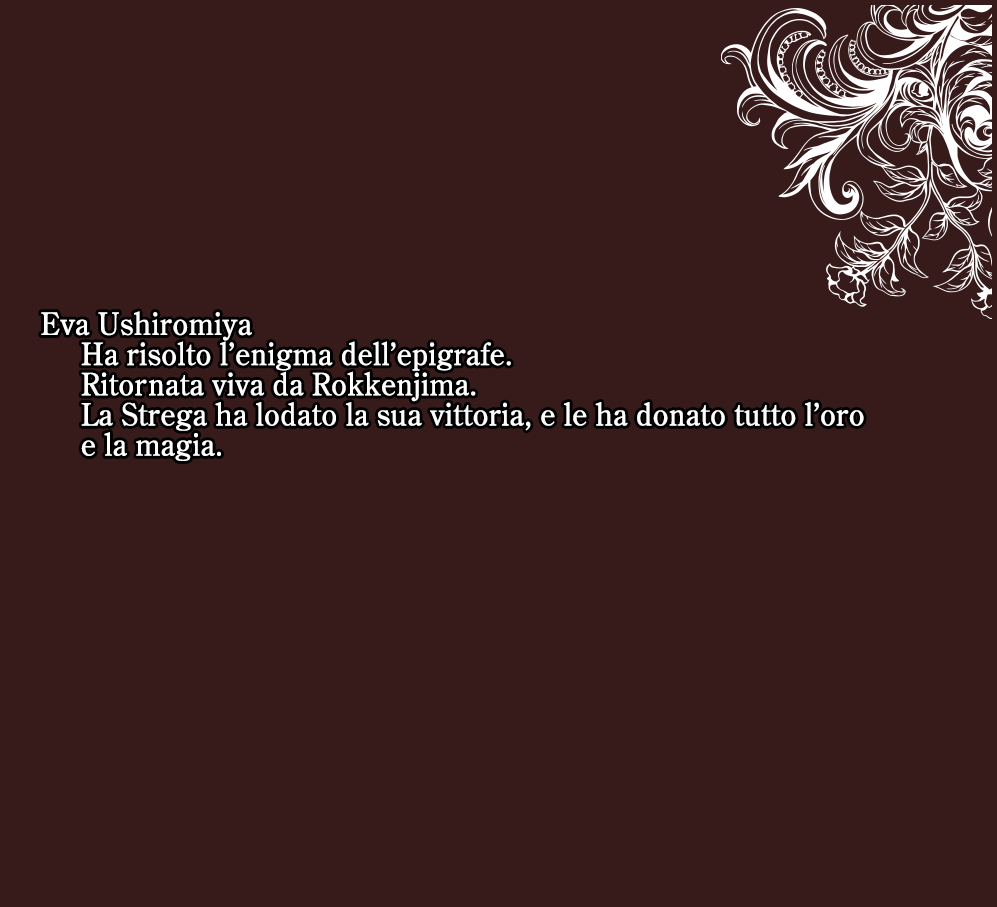 Eva Ushiromiya
Ha risolto l’enigma dell’epigrafe.
Ritornata viva da Rokkenjima.
La Strega ha lodato la sua vittoria, e le ha donato tutto l’oro
e la magia.